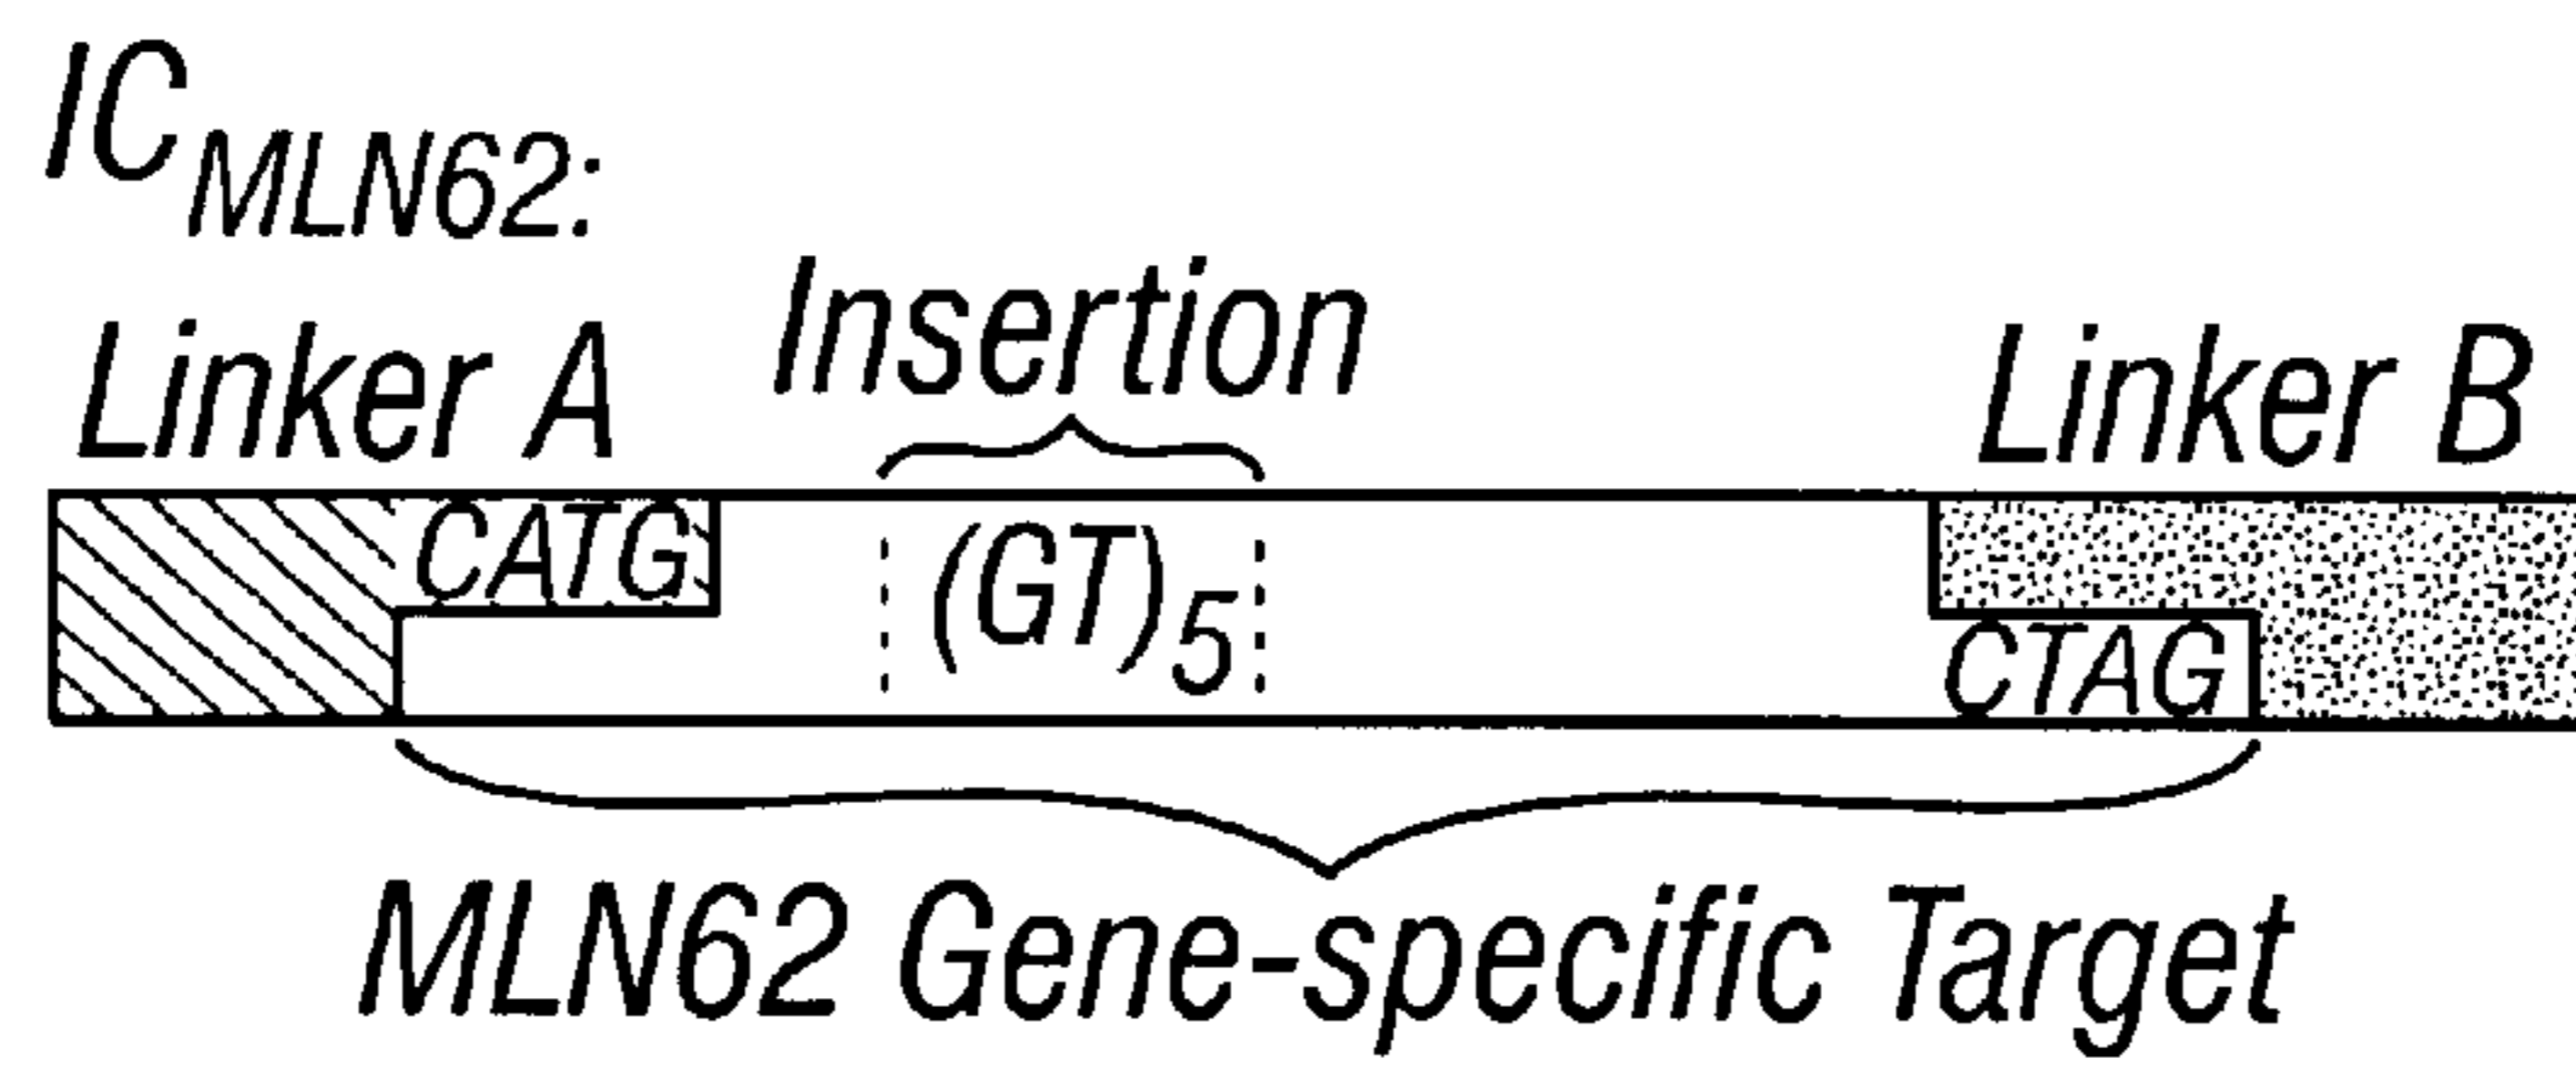 IC MLN62:
Insertion
Linker A
Linker B
CATG
(GT)5
CTAG
MLN62 Gene-specific Target